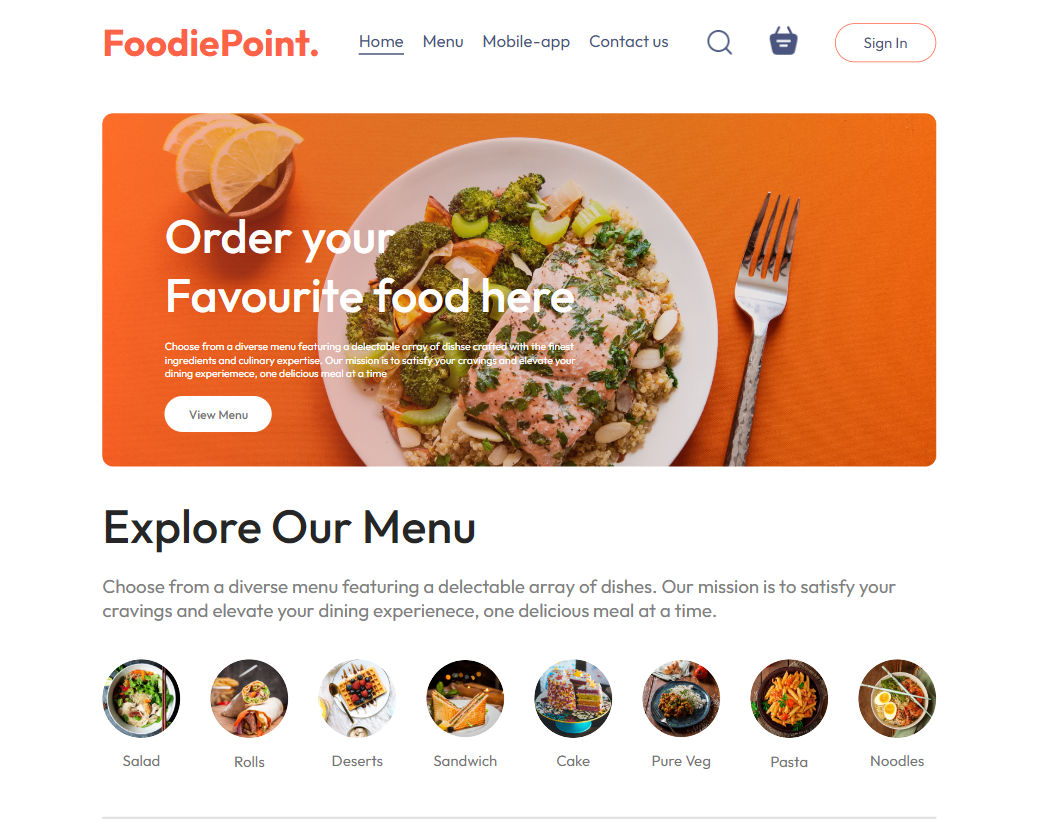 FoodiePoint.
Home Menu Mobile-app Contact us
Sign In
Order your
Favourite food here
Choose from a diverse menu featuring a delectable array of dishse crafted with the finest
ingredients and culinary expertise. Our mission is to satisfy your cravings and elevate your
dining experiemece, one delicious meal at a time
View Menu
Explore Our Menu
Choose from a diverse menu featuring a delectable array of dishes. Our mission is to satisfy your
cravings and elevate your dining experienece, one delicious meal at a time.
Salad Rolls Deserts Sandwich Cake Pure Veg Pasta Noodles